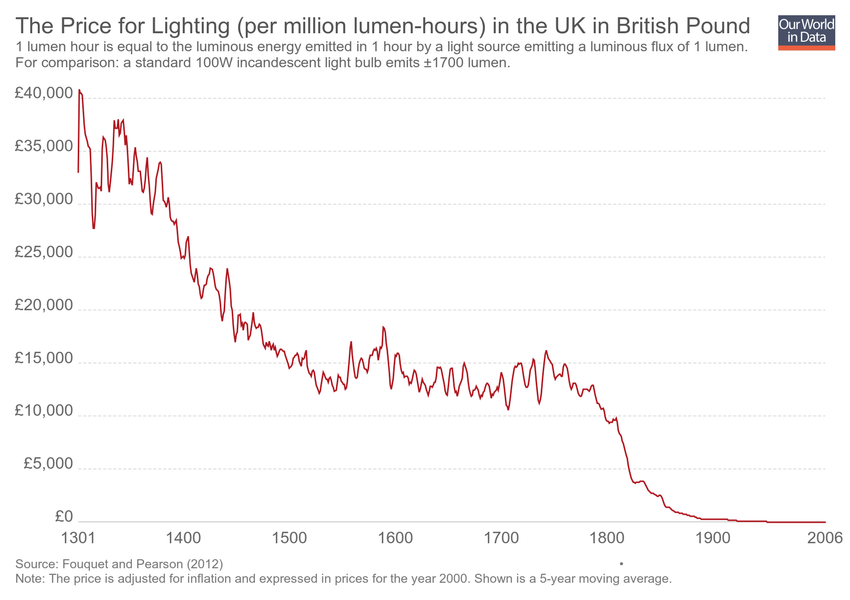 The Price for Lighting (per million lumen-hours) in the UK in British Pound
Our World
in Data
1 lumen hour is equal to the luminous energy emitted in 1 hour by a light source emitting a luminous flux of 1 lumen.
For comparison: a standard 100W incandescent light bulb emits ±1700 lumen.
£40,000
£35,000
£30,000
£25,000
£20,000
£15,000
£10,000
£5,000
£0
1301 1400 1500 1600 1700 1800 1900 2006
Source: Fouquet and Pearson (2012)
Note: The price is adjusted for inflation and expressed in prices for the year 2000. Shown is a 5-year moving average.